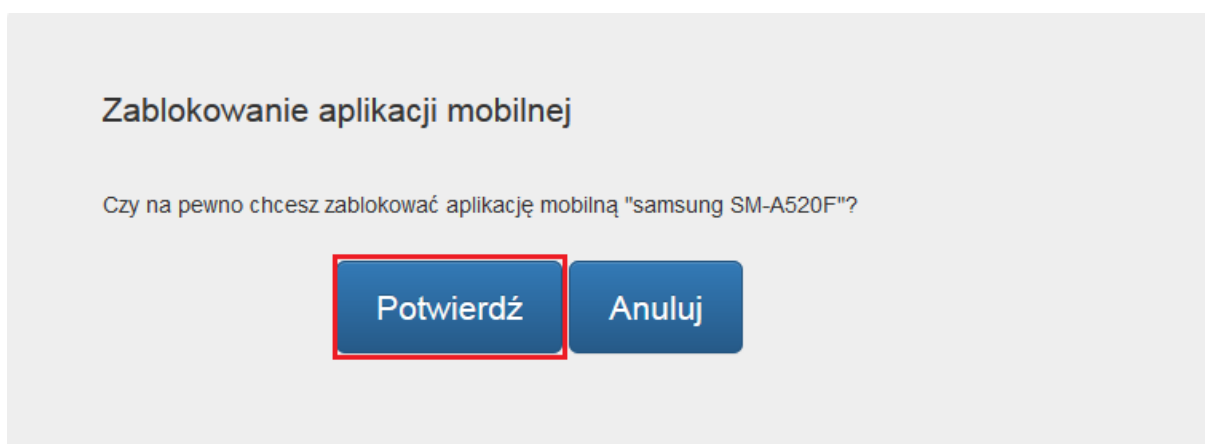 Zablokowanie aplikacji mobilnej
Czy na pewno chcesz zablokować aplikację mobilną "samsung SM-A520F"?
Potwierdź Anuluj